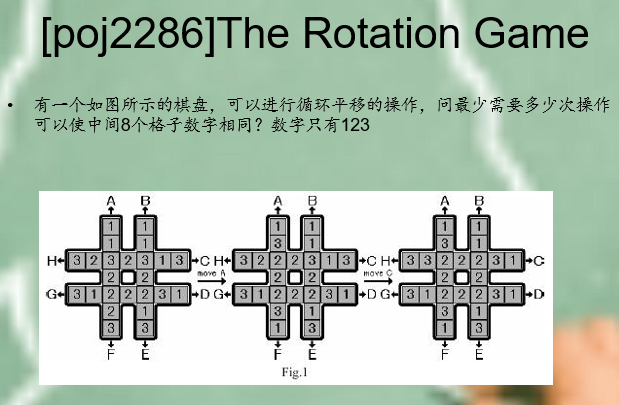 [poj2286]The Rotation Game
• 有一个如图所示的棋盘，可以进行循环平移的操作，问最少需要多少次操作
可以使中间8个格子数字相同？数字只有123
A B A B A B
1 1 1 1 1 1
1 1 3 1 3 1
H 3 2 3 2 3 1 3 C H 3 2 2 2 3 1 3 C H 3 3 2 2 2 3 1 C
move A move C
2 2 2 2 2 2
G 3 1 2 2 2 3 1 D G 3 1 2 2 2 3 1 D G 3 1 2 2 2 3 1 D
2 1 3 1 3 1
3 3 1 3 1 3
F E F E F E
Fig.1